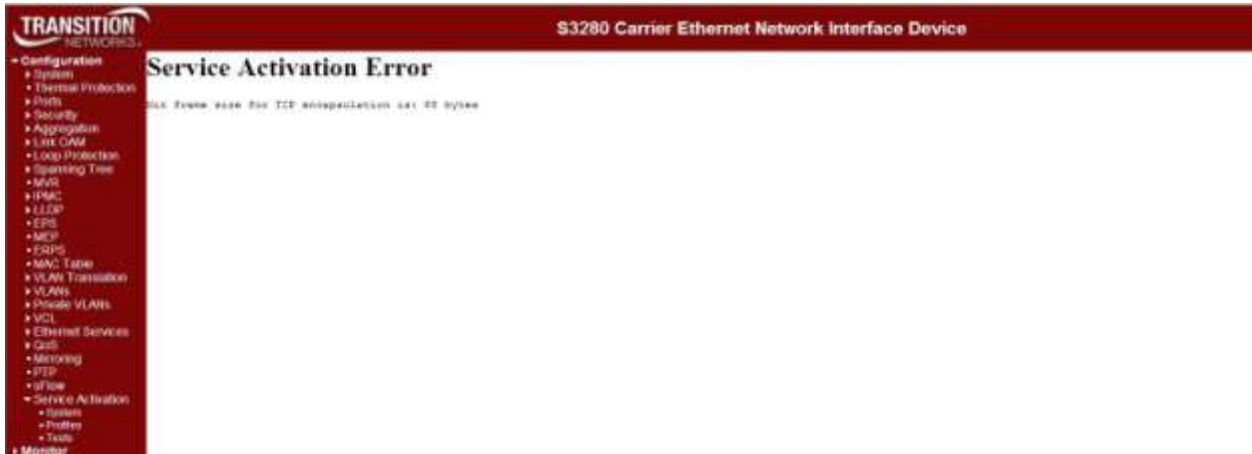 TRANSITION
NETWORKS
S3280 Carrier Ethernet Network Interface Device
Configuration
System
Thermal Protection
Ports
Security
Aggregation
Link OAM
Loop Protection
Spanning Tree
MVR
IPMC
LLDP
EPS
MEP
ERPS
MAC Table
VLAN Translation
VLANs
Private VLANs
VCL
Ethernet Services
QoS
Mirroring
PTP
sFlow
Service Activation
System
Profiles
Tests
Monitor
Service Activation Error
frame size for TCP encapsulation is: bytes